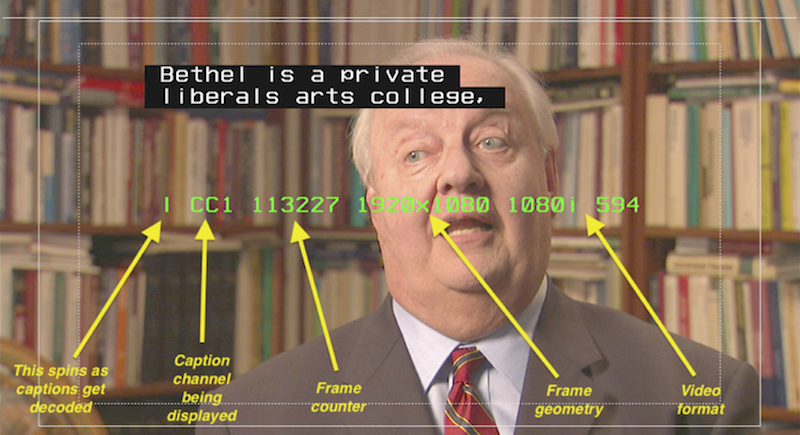 Bethel is a private
liberals arts college,
| CC1 113227 1920x1080 1080i 594
This spins as
captions get
decoded
Caption
channel
being
displayed
Frame
counter
Frame
geometry
Video
format